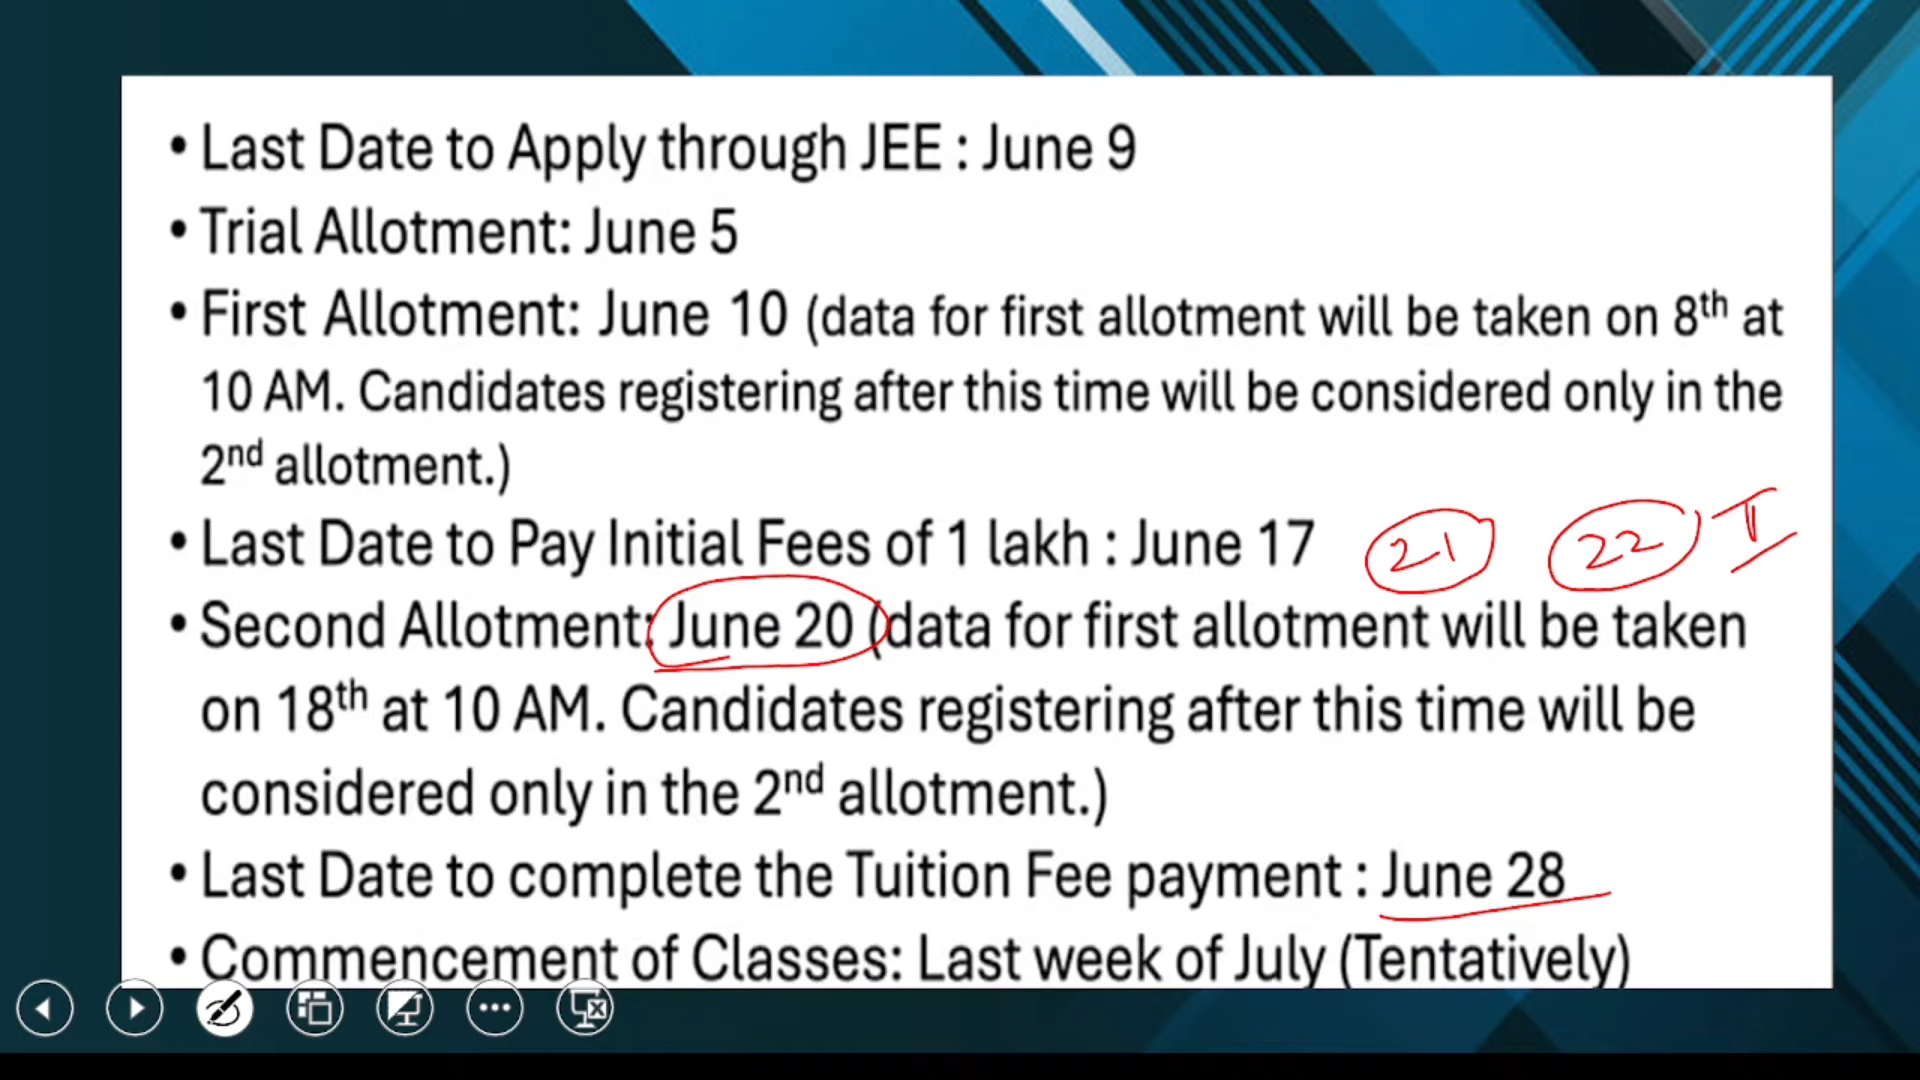 • Last Date to Apply through JEE : June 9
• Trial Allotment: June 5
• First Allotment: June 10 (data for first allotment will be taken on 8th at
10 AM. Candidates registering after this time will be considered only in the
2nd allotment.)
• Last Date to Pay Initial Fees of 1 lakh : June 17 21 22 I
• Second Allotment: June 20 (data for first allotment will be taken
on 18th at 10 AM. Candidates registering after this time will be
considered only in the 2nd allotment.)
• Last Date to complete the Tuition Fee payment : June 28
• Commencement of Classes: Last week of July (Tentatively)